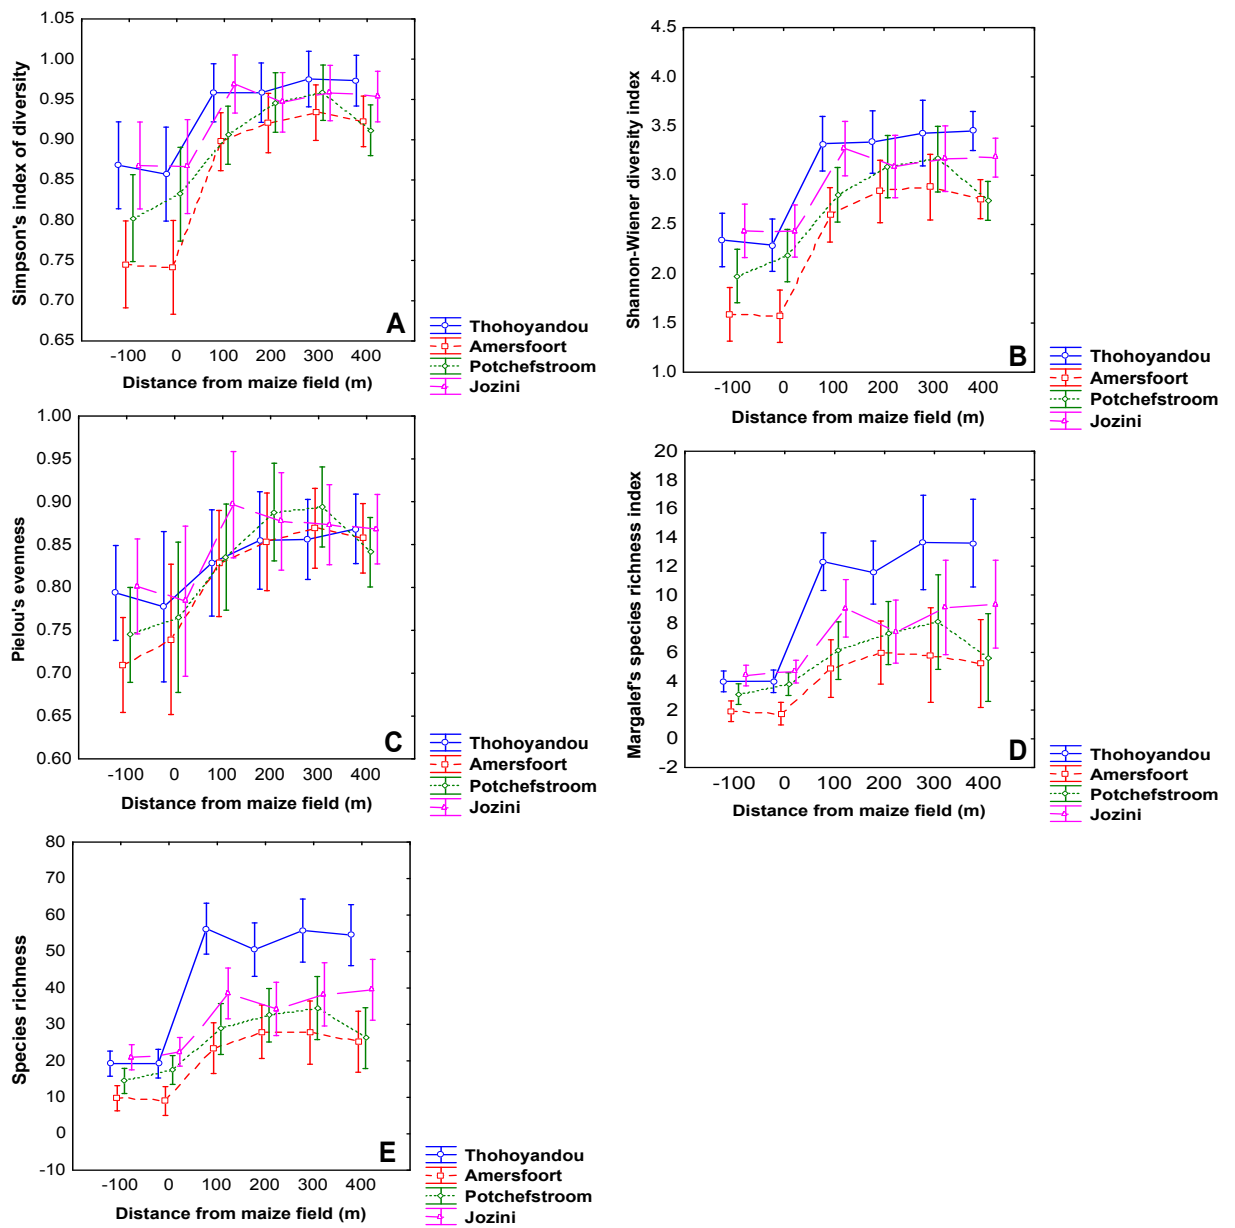 Simpson's index of diversity
1.05
1.00
0.95
0.90
0.85
0.80
0.75
0.70
0.65
-100 0 100 200 300 400
Distance from maize field (m)
A
Thohoyandou
Amersfoort
Potchefstroom
Jozini
Shannon-Wiener diversity index
4.5
4.0
3.5
3.0
2.5
2.0
1.5
1.0
-100 0 100 200 300 400
Distance from maize field (m)
B
Thohoyandou
Amersfoort
Potchefstroom
Jozini
Pielou's evenness
1.00
0.95
0.90
0.85
0.80
0.75
0.70
0.65
0.60
-100 0 100 200 300 400
Distance from maize field (m)
C
Thohoyandou
Amersfoort
Potchefstroom
Jozini
Margalef's species richness index
20
18
16
14
12
10
8
6
4
2
0
-2
-100 0 100 200 300 400
Distance from maize field (m)
D
Thohoyandou
Amersfoort
Potchefstroom
Jozini
Species richness
80
70
60
50
40
30
20
10
0
-10
-100 0 100 200 300 400
Distance from maize field (m)
E
Thohoyandou
Amersfoort
Potchefstroom
Jozini